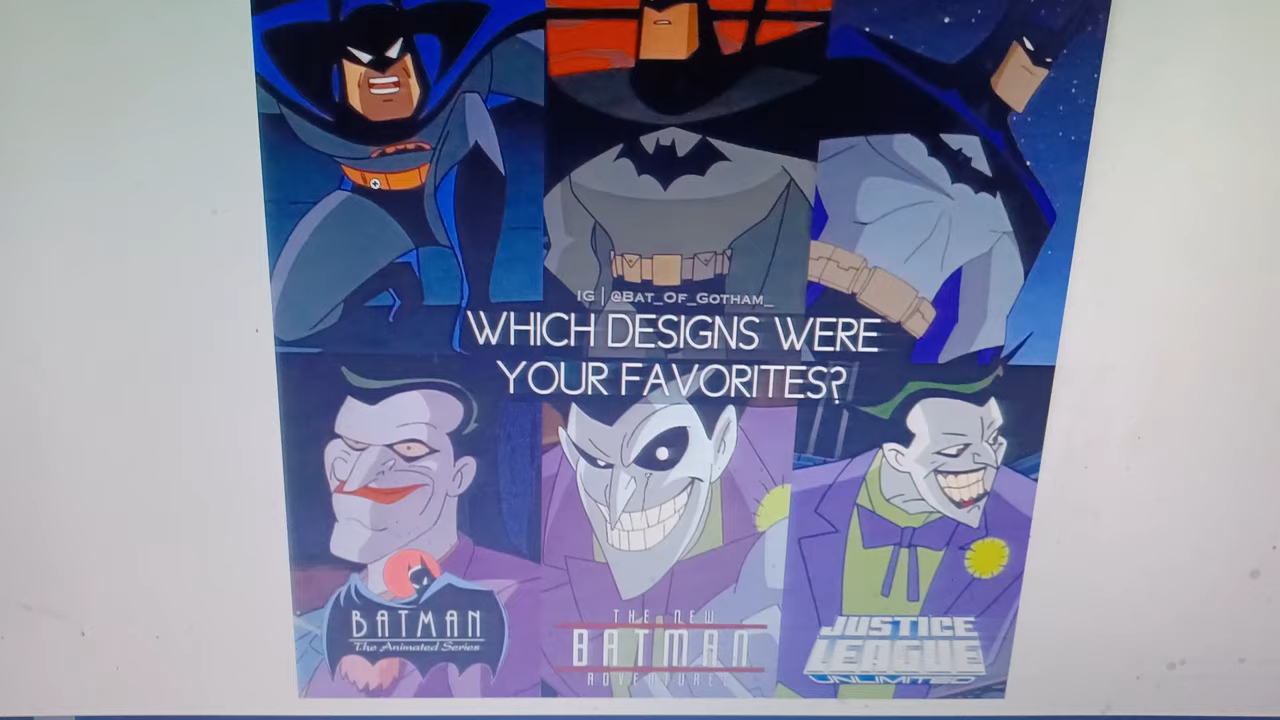 IG | @BAT_OF_GOTHAM_
WHICH DESIGNS WERE
YOUR FAVORITES?
BATMAN
The Animated Series
THE NEW
BATMAN
ADVENTURES
JUSTICE
LEAGUE
UNLIMITED